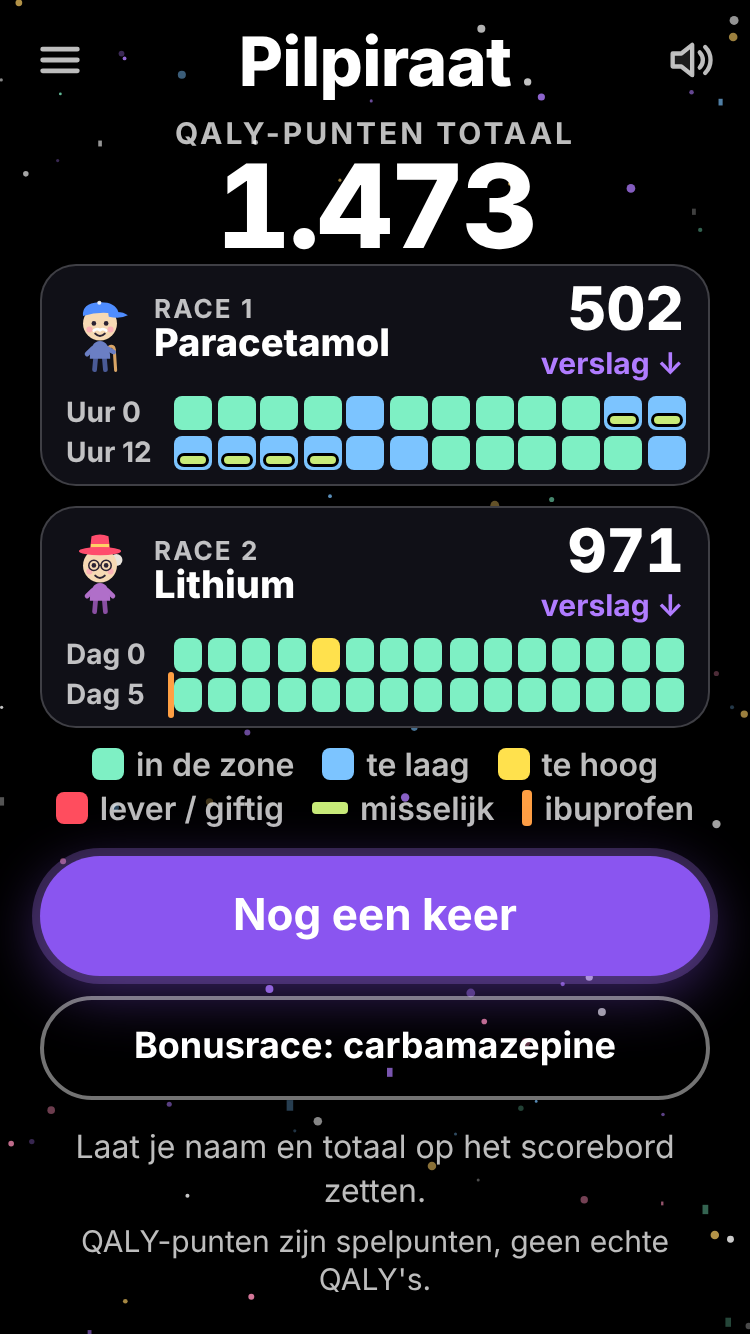 Pilpiraat
QALY-PUNTEN TOTAAL
1.473
RACE 1
Paracetamol
502
verslag ↓
Uur 0
Uur 12
RACE 2
Lithium
971
verslag ↓
Dag 0
Dag 5
in de zone te laag te hoog
lever / giftig misselijk ibuprofen
Nog een keer
Bonusrace: carbamazepine
Laat je naam en totaal op het scorebord
zetten.
QALY-punten zijn spelpunten, geen echte
QALY's.